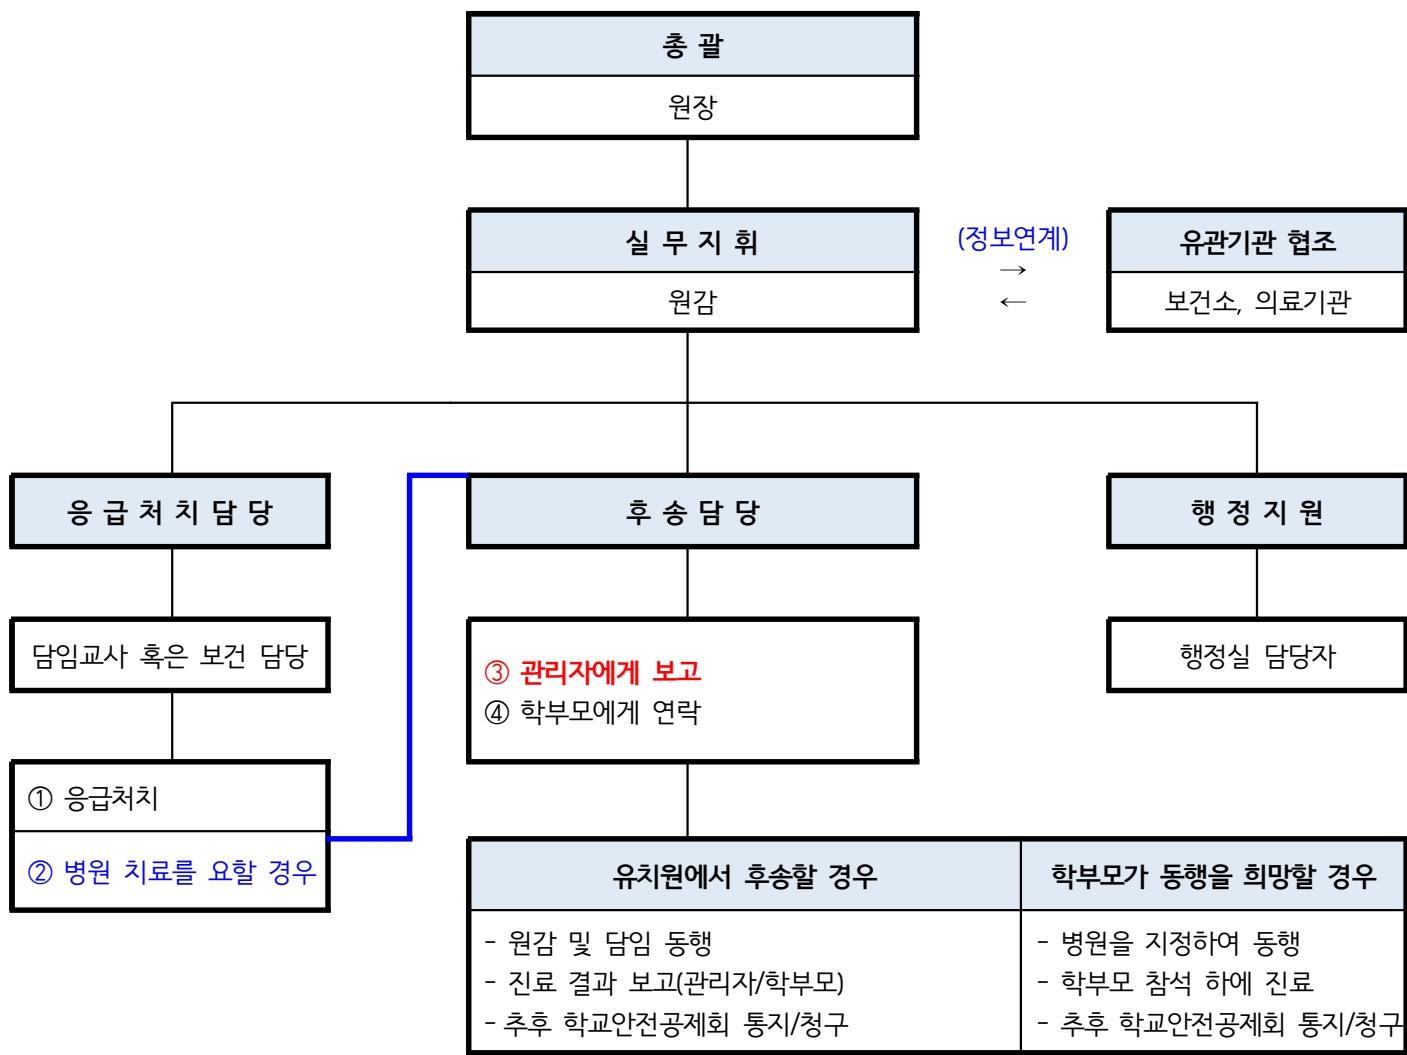 총 괄
원장
실 무 지 휘
원감
(정보연계)
→
←
유관기관 협조
보건소, 의료기관
응 급 처 치 담 당
후 송 담 당
행 정 지 원
담임교사 혹은 보건 담당
③ 관리자에게 보고
④ 학부모에게 연락
행정실 담당자
① 응급처치
② 병원 치료를 요할 경우
유치원에서 후송할 경우
학부모가 동행을 희망할 경우
- 원감 및 담임 동행
- 진료 결과 보고(관리자/학부모)
- 추후 학교안전공제회 통지/청구
- 병원을 지정하여 동행
- 학부모 참석 하에 진료
- 추후 학교안전공제회 통지/청구